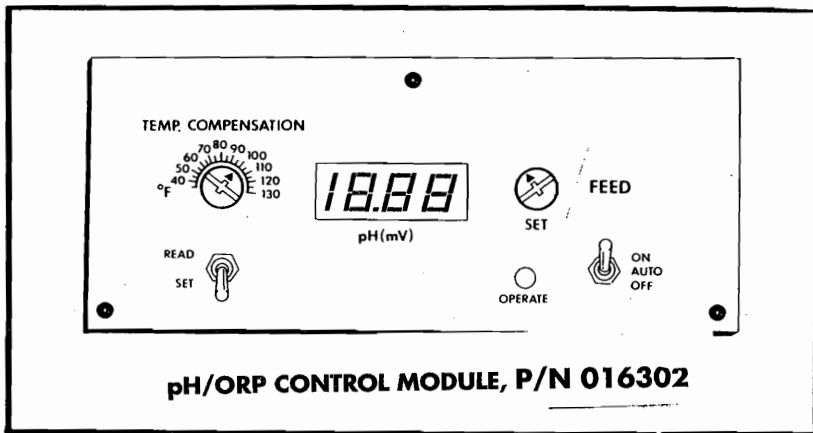 TEMP. COMPENSATION
°F 40 50 60 70 80 90 100 110 120 130
18.88
pH(mV)
READ
SET
SET
FEED
OPERATE
ON
AUTO
OFF
pH/ORP CONTROL MODULE, P/N 016302